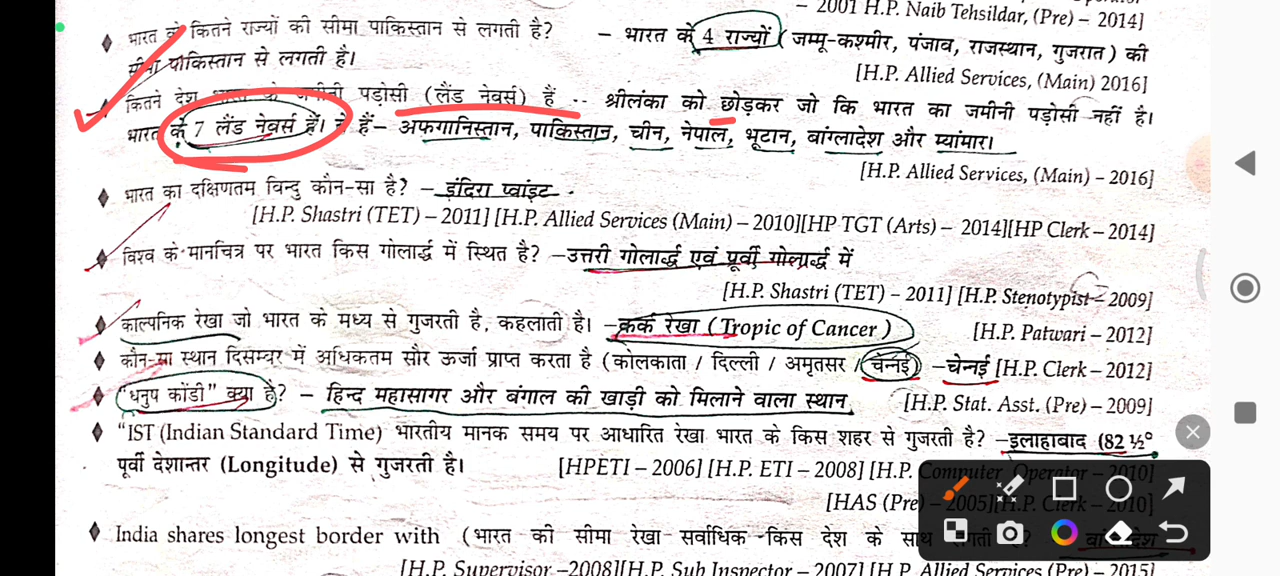 – 2001 H.P. Naib Tehsildar, (Pre) – 2014]
भारत के कितने राज्यों की सीमा पाकिस्तान से लगती है? – भारत के 4 राज्यों (जम्मू-कश्मीर, पंजाब, राजस्थान, गुजरात) की
सीमा पाकिस्तान से लगती है।
[H.P. Allied Services, (Main) 2016]
कितने देश भारत के जमीनी पड़ोसी (लैंड नेवर्स) हैं – श्रीलंका को छोड़कर जो कि भारत का जमीनी पड़ोसी नहीं है।
भारत के 7 लैंड नेवर्स हैं। वे हैं– अफगानिस्तान, पाकिस्तान, चीन, नेपाल, भूटान, बांग्लादेश और म्यांमार।
[H.P. Allied Services, (Main) – 2016]
भारत का दक्षिणतम विन्दु कौन-सा है? – इंदिरा प्वांइट
[H.P. Shastri (TET) – 2011] [H.P. Allied Services (Main) – 2010][HP TGT (Arts) – 2014][HP Clerk – 2014]
विश्व के मानचित्र पर भारत किस गोलार्द्ध में स्थित है? –उत्तरी गोलार्द्ध एवं पूर्वी गोलार्द्ध में
[H.P. Shastri (TET) – 2011] [H.P. Stenotypist – 2009]
काल्पनिक रेखा जो भारत के मध्य से गुजरती है, कहलाती है। –कर्क रेखा (Tropic of Cancer) [H.P. Patwari – 2012]
कौन-सा स्थान दिसम्बर में अधिकतम सौर ऊर्जा प्राप्त करता है (कोलकाता / दिल्ली / अमृतसर / चेन्नई) –चेन्नई [H.P. Clerk – 2012]
"धनुष कोंडी" क्या है? – हिन्द महासागर और बंगाल की खाड़ी को मिलाने वाला स्थान [H.P. Stat. Asst. (Pre) – 2009]
"IST (Indian Standard Time) भारतीय मानक समय पर आधारित रेखा भारत के किस शहर से गुजरती है? –इलाहाबाद (82 ½°
पूर्वी देशान्तर (Longitude) से गुजरती है। [HPETI – 2006] [H.P. ETI – 2008] [H.P. Computer Operator – 2010]
[HAS (Pre) – 2005][H.P. Clerk – 2010]
India shares longest border with (भारत की सीमा रेखा सर्वाधिक किस देश के साथ लगती है? बांग्लादेश
[H.P. Supervisor –2008][H.P. Sub Inspector – 2007] [H.P. Allied Services (Pre) – 2015]